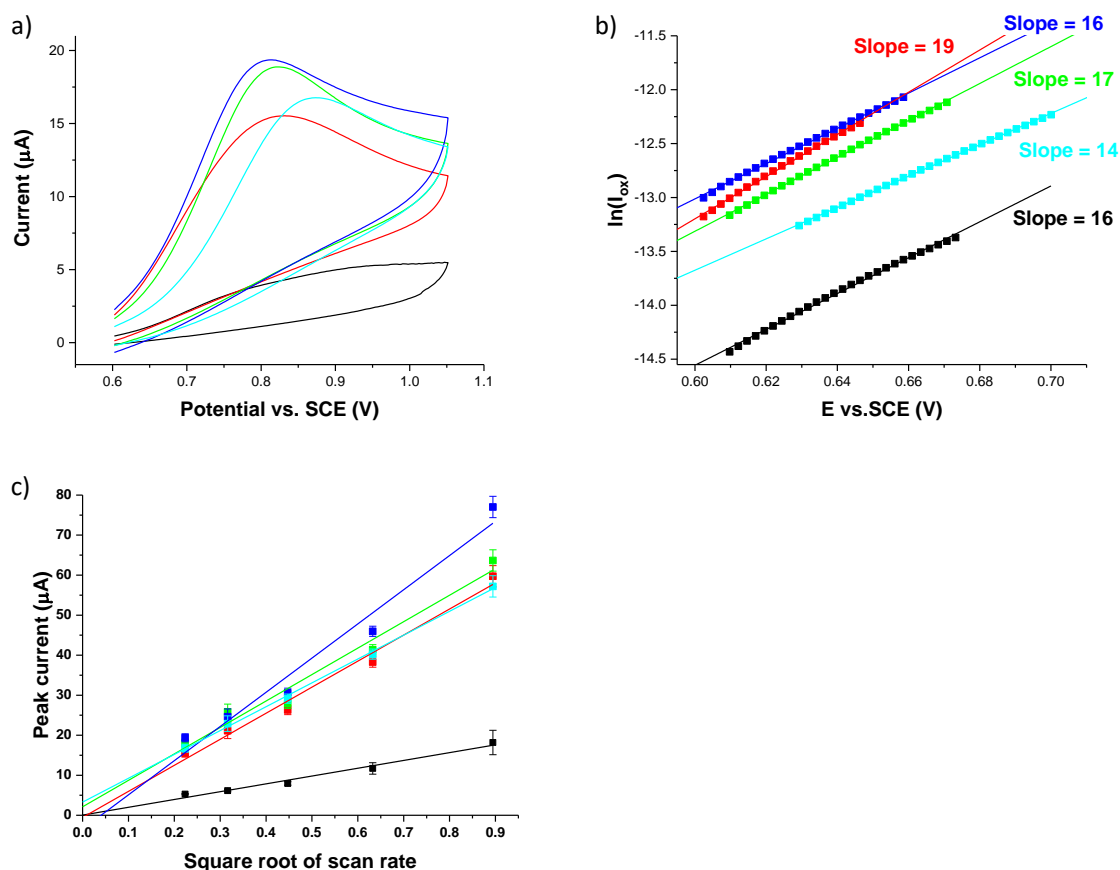 a)
20
15
10
5
0
Current (µA)
0.6 0.7 0.8 0.9 1.0 1.1
Potential vs. SCE (V)
b)
-11.5
-12.0
-12.5
-13.0
-13.5
-14.0
-14.5
ln(Iox)
Slope = 16
Slope = 19
Slope = 17
Slope = 14
Slope = 16
0.60 0.62 0.64 0.66 0.68 0.70
E vs.SCE (V)
c)
80
70
60
50
40
30
20
10
0
Peak current (µA)
0.0 0.1 0.2 0.3 0.4 0.5 0.6 0.7 0.8 0.9
Square root of scan rate